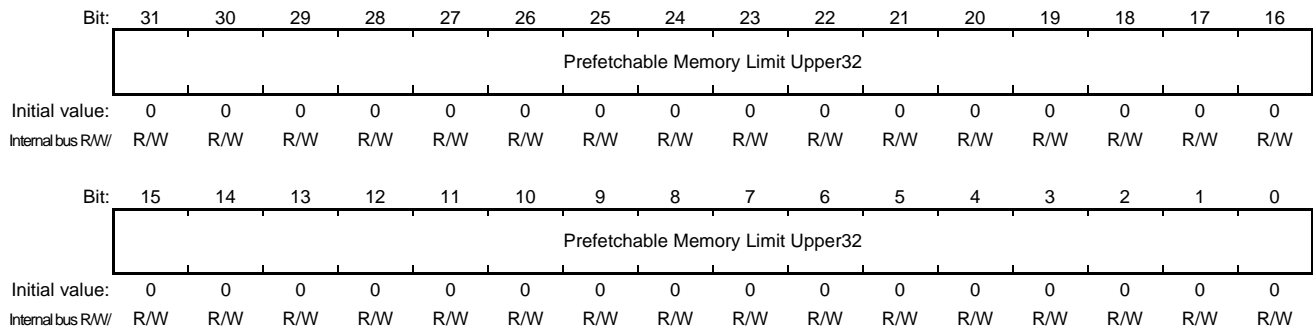 Bit: 31 30 29 28 27 26 25 24 23 22 21 20 19 18 17 16
Prefetchable Memory Limit Upper32
Initial value: 0 0 0 0 0 0 0 0 0 0 0 0 0 0 0 0
Internal bus R/W/ R/W R/W R/W R/W R/W R/W R/W R/W R/W R/W R/W R/W R/W R/W R/W R/W
Bit: 15 14 13 12 11 10 9 8 7 6 5 4 3 2 1 0
Prefetchable Memory Limit Upper32
Initial value: 0 0 0 0 0 0 0 0 0 0 0 0 0 0 0 0
Internal bus R/W/ R/W R/W R/W R/W R/W R/W R/W R/W R/W R/W R/W R/W R/W R/W R/W R/W